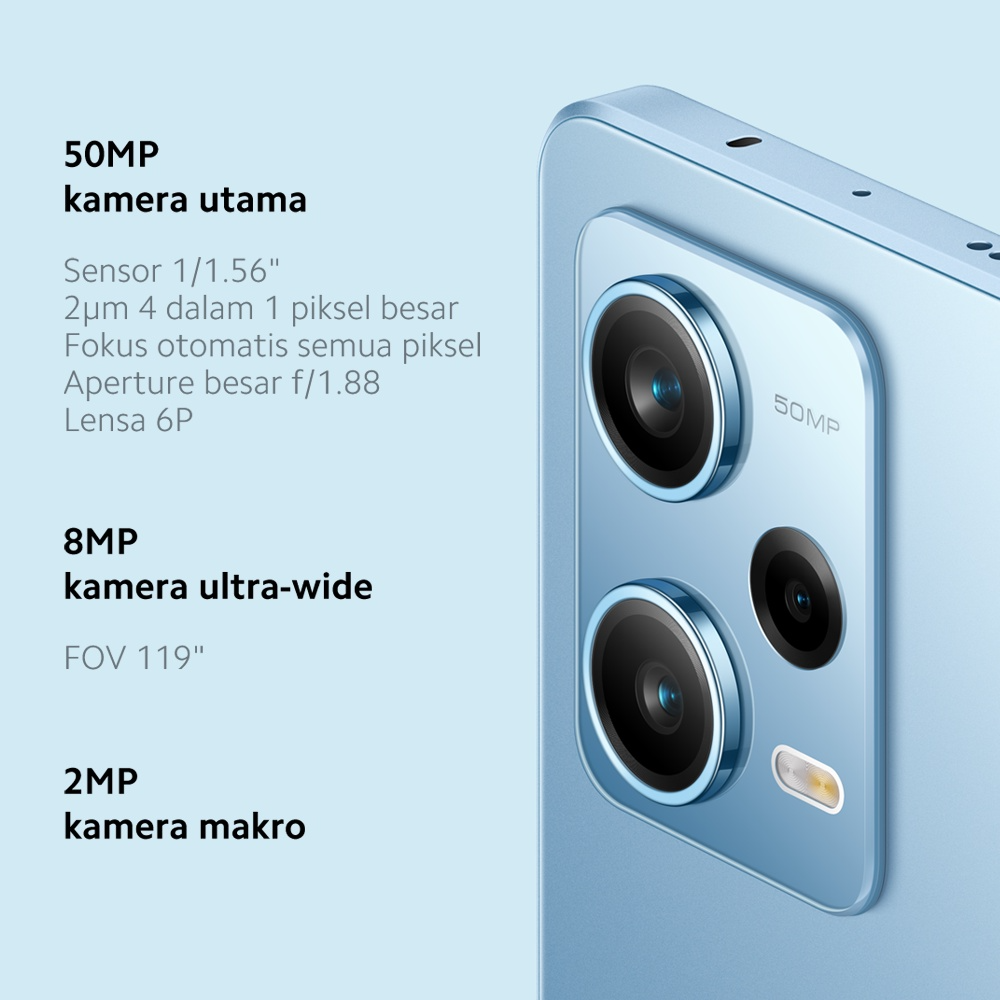 50MP
kamera utama
Sensor 1/1.56"
2µm 4 dalam 1 piksel besar
Fokus otomatis semua piksel
Aperture besar f/1.88
Lensa 6P
50MP
8MP
kamera ultra-wide
FOV 119"
2MP
kamera makro